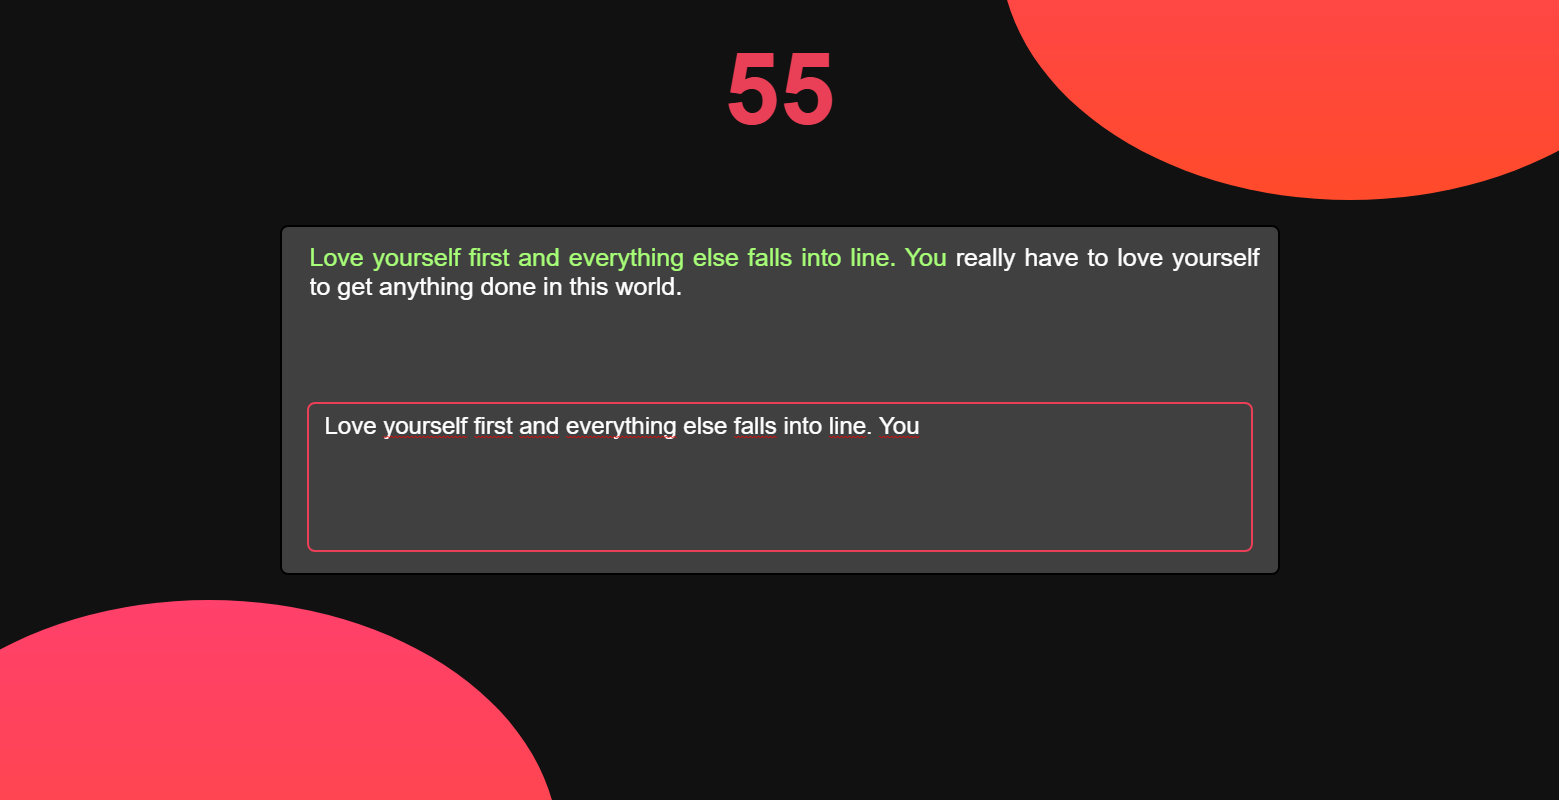 55
Love yourself first and everything else falls into line. You really have to love yourself
to get anything done in this world.
Love yourself first and everything else falls into line. You